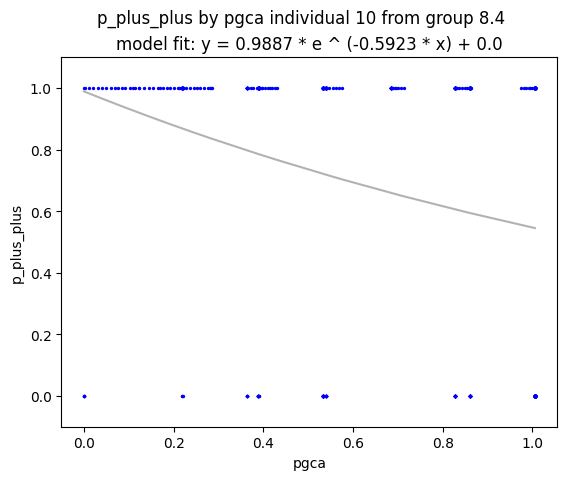 p_plus_plus by pgca individual 10 from group 8.4
model fit: y = 0.9887 * e ^ (-0.5923 * x) + 0.0
1.0
0.8
0.6
0.4
0.2
0.0
p_plus_plus
0.0 0.2 0.4 0.6 0.8 1.0
pgca